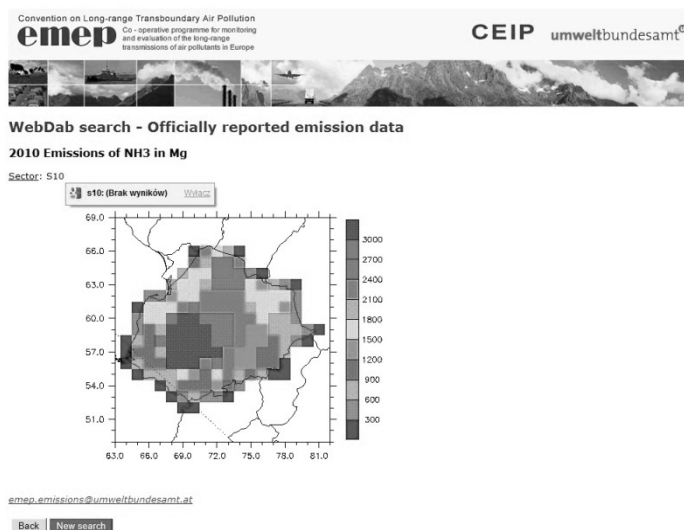 Convention on Long-range Transboundary Air Pollution
emep Co - operative programme for monitoring
and evaluation of the long-range
transmissions of air pollutants in Europe
CEIP umweltbundesamt
WebDab search - Officially reported emission data
2010 Emissions of NH3 in Mg
Sector: S10
s10: (Brak wyników) Wyłącz
69.0
66.0
63.0
60.0
57.0
54.0
51.0
63.0 66.0 69.0 72.0 75.0 78.0 81.0
3000
2700
2400
2100
1800
1500
1200
900
600
300
emep.emissions@umweltbundesamt.at
Back New search